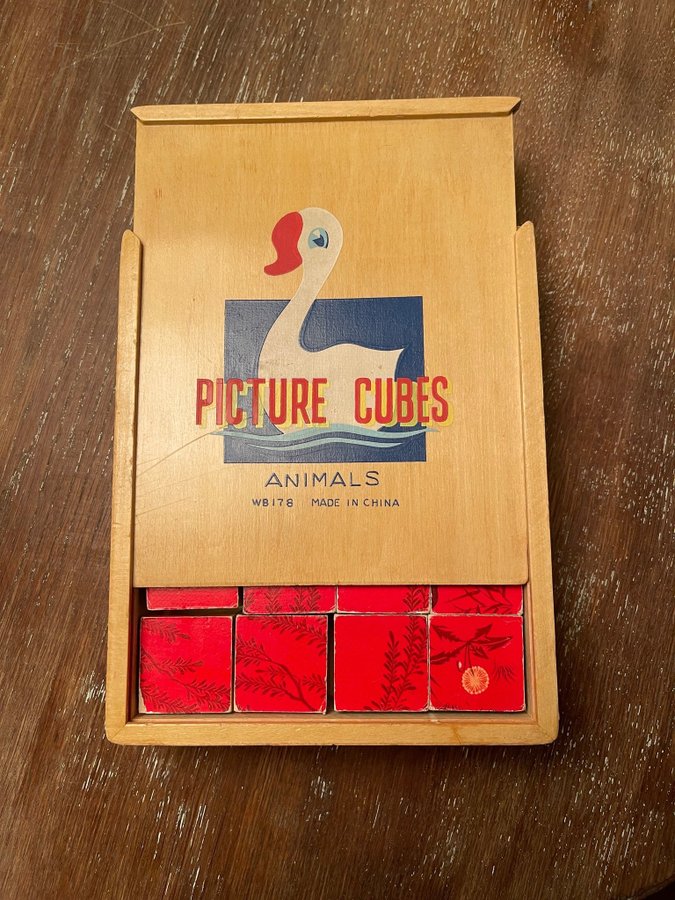 PICTURE CUBES
ANIMALS
WB178 MADE IN CHINA